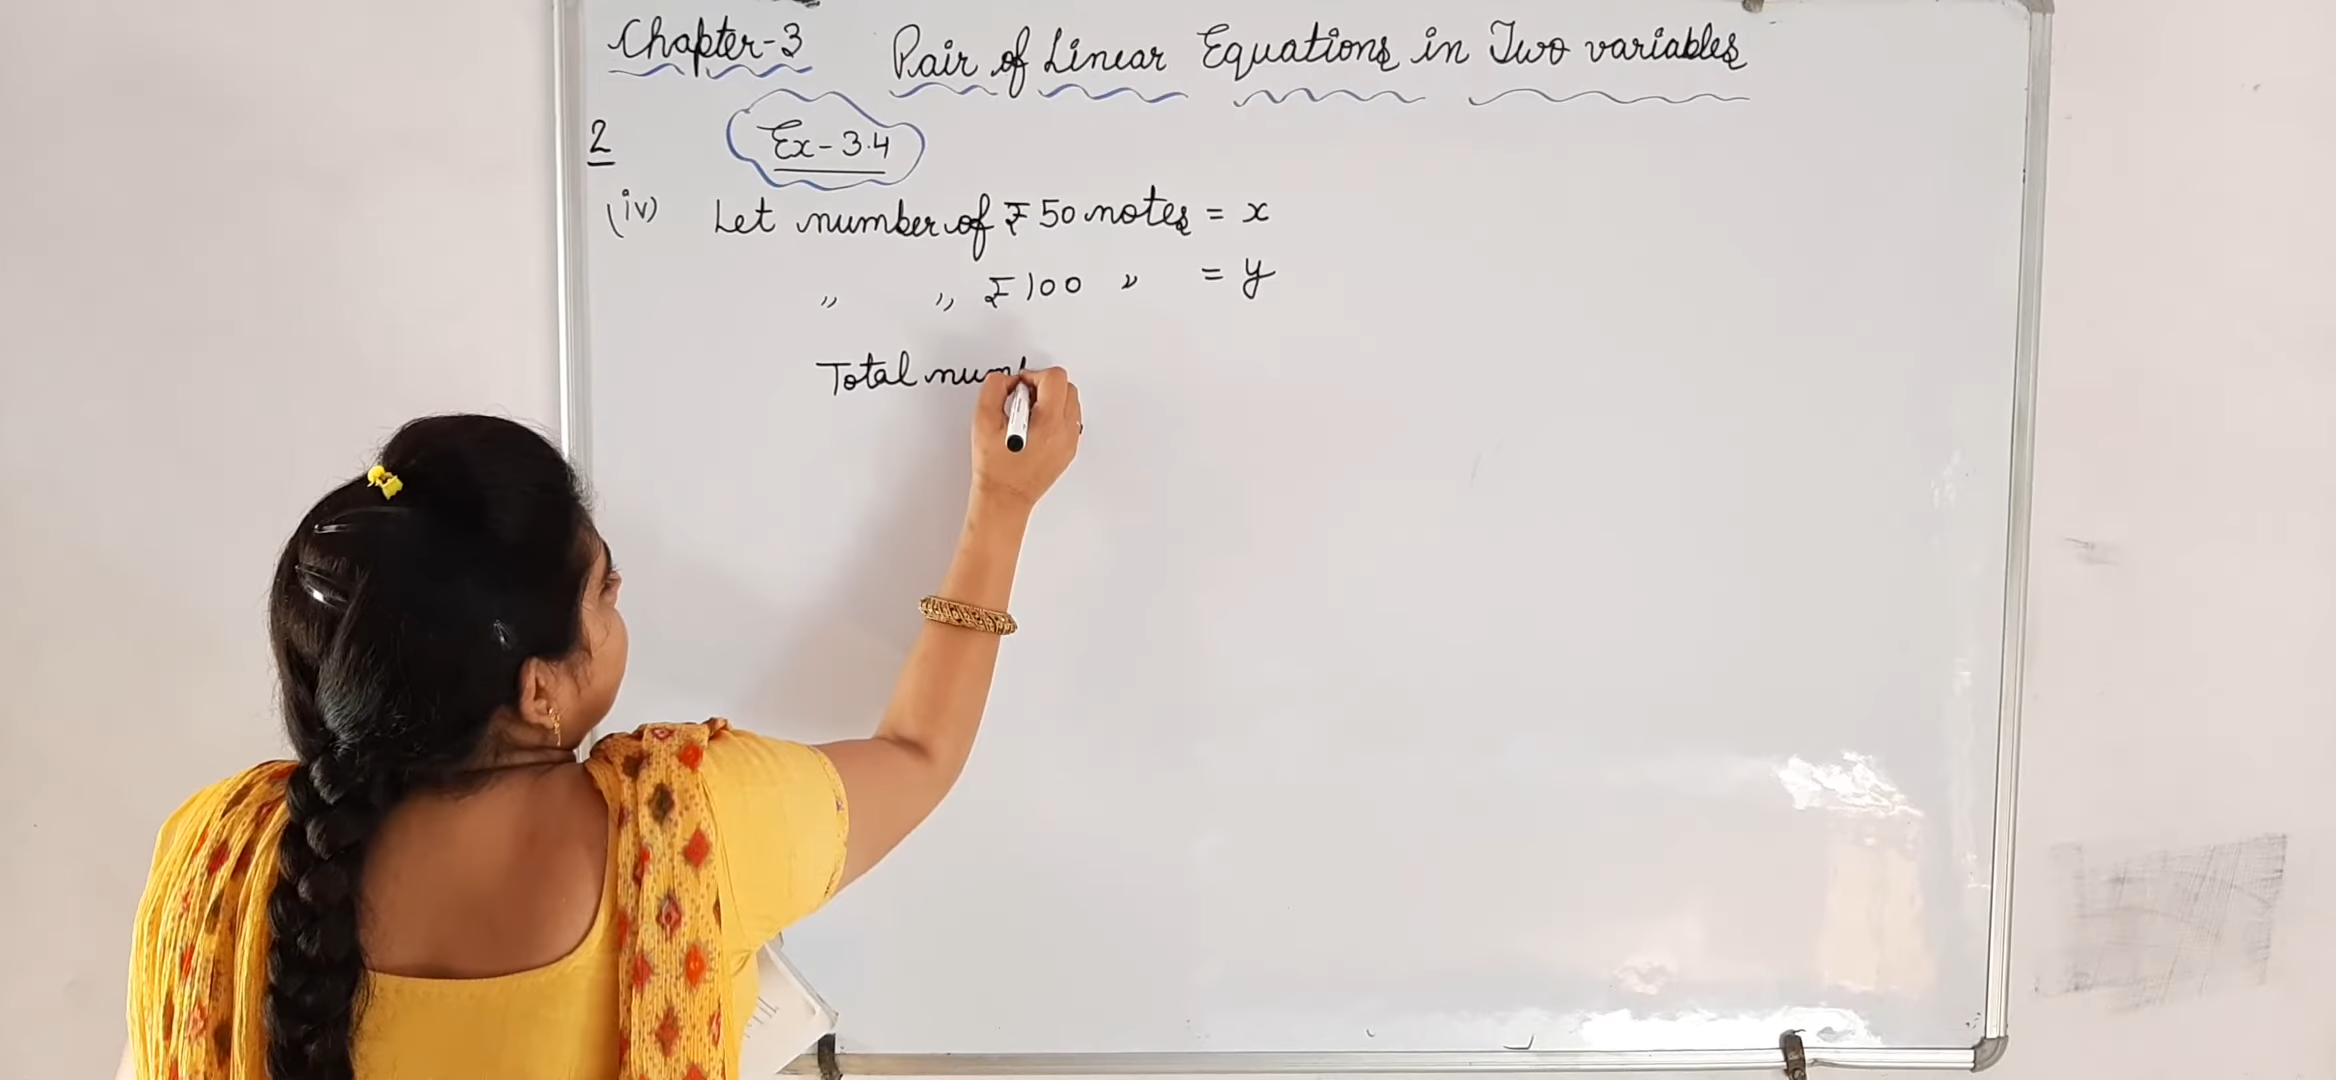 Chapter-3 Pair of Linear Equations in Two variables
2 Ex-3.4
(iv) Let number of ₹50 notes = x
" " ₹100 " = y
Total num